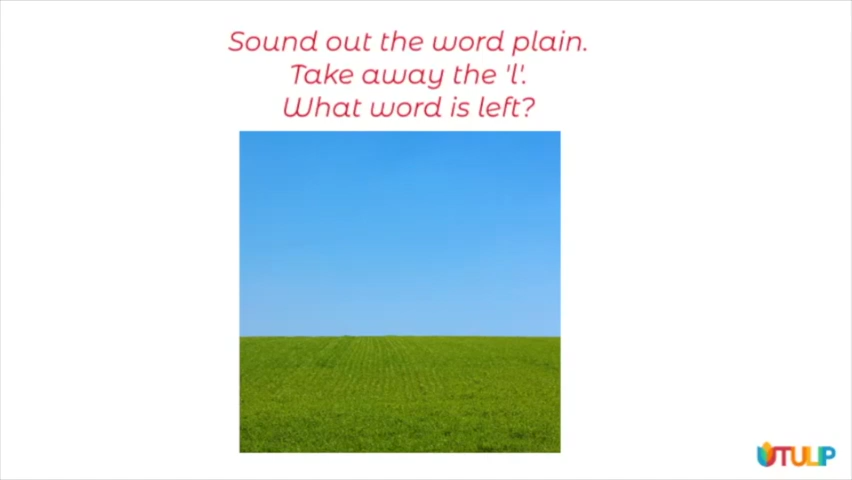 Sound out the word plain.
Take away the 'l'.
What word is left?
TULIP